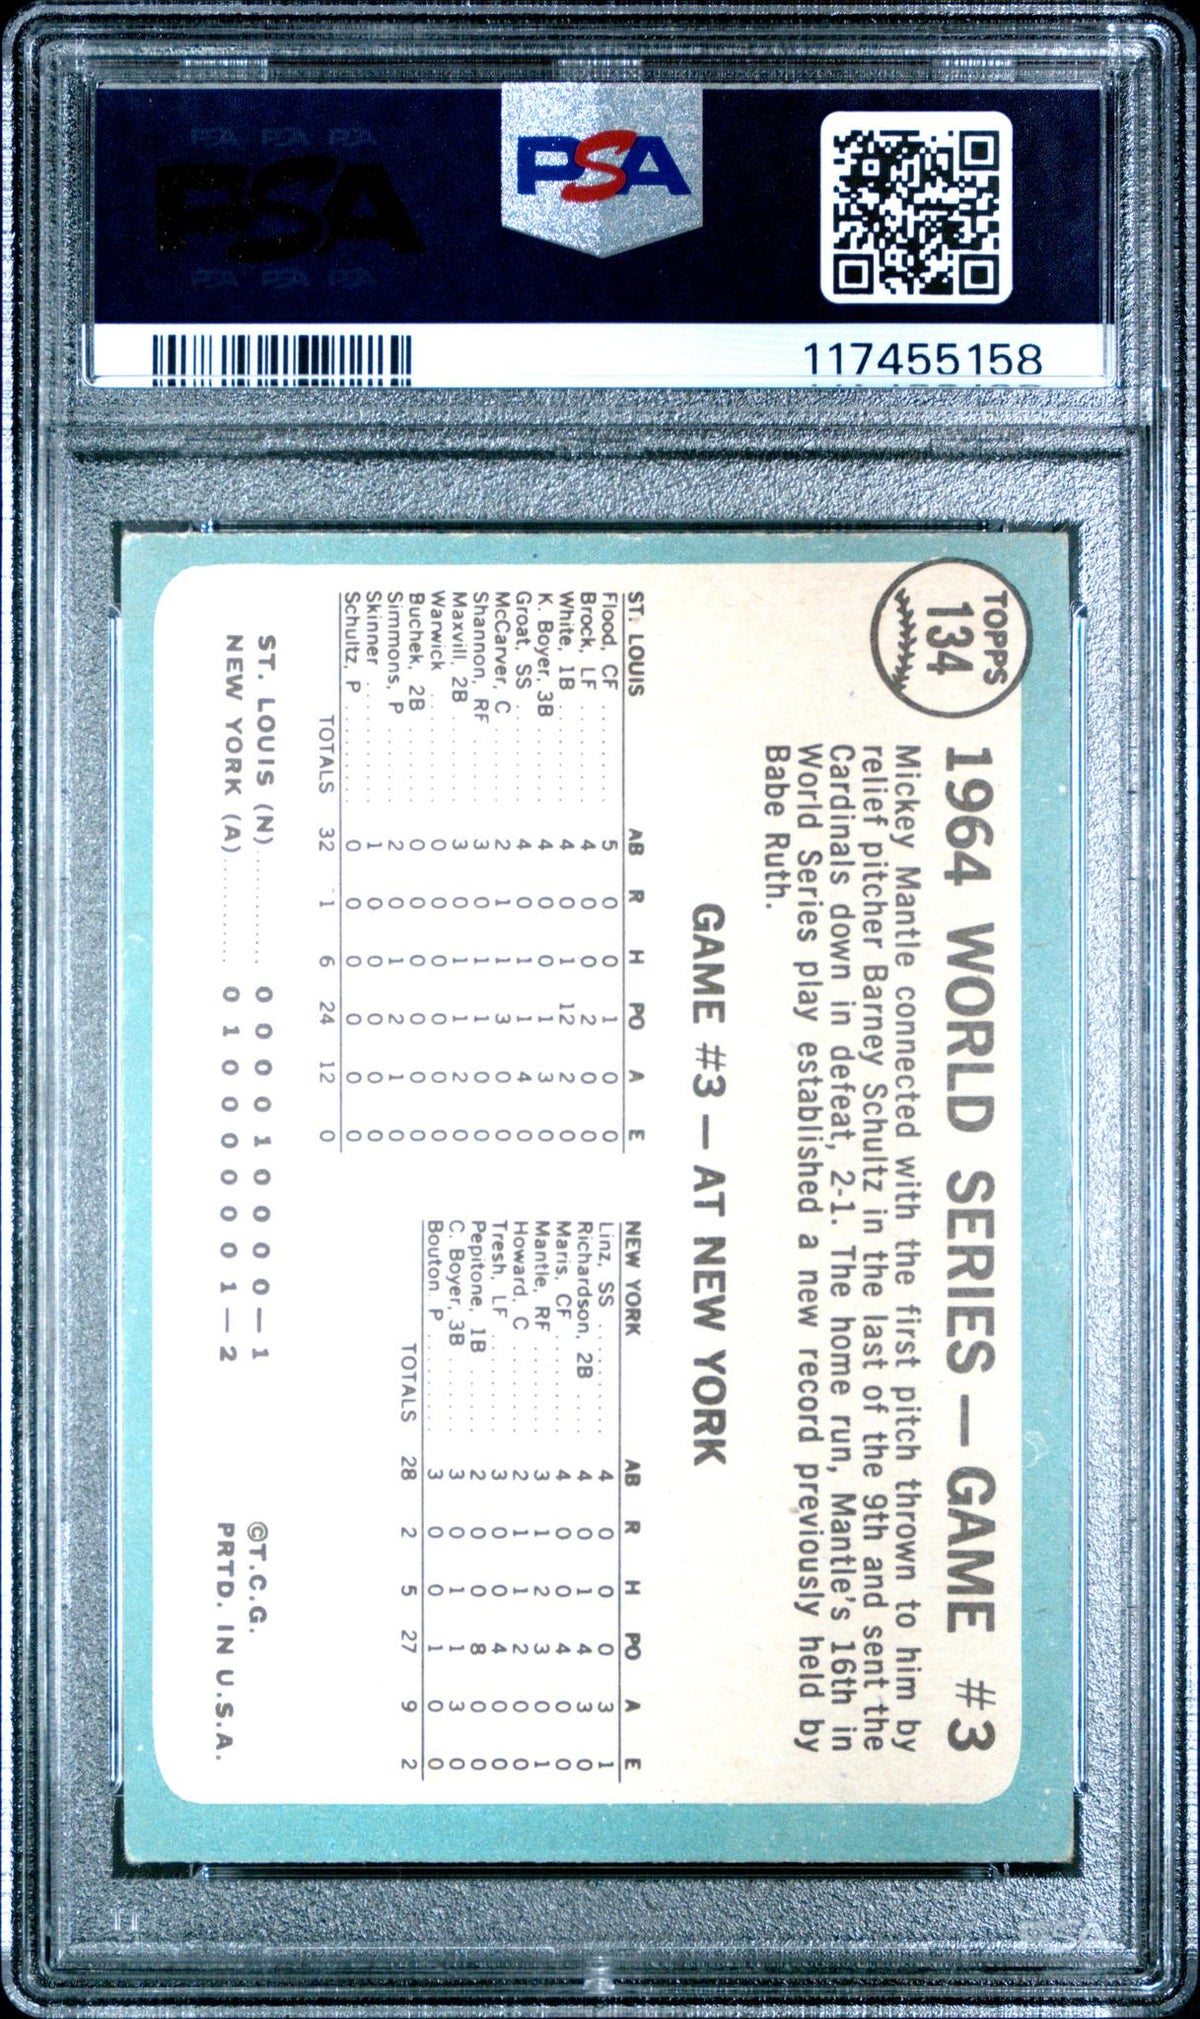 PSA
PSA PSA PSA
PSA
PSA PSA PSA
117455158
TOPPS
134
1964 WORLD SERIES — GAME #3
Mickey Mantle connected with the first pitch thrown to him by
relief pitcher Barney Schultz in the last of the 9th and sent the
Cardinals down in defeat, 2-1. The home run, Mantle's 16th in
World Series play established a new record previously held by
Babe Ruth.
GAME #3 — AT NEW YORK
ST. LOUIS AB R H PO A E
Flood, CF 5 0 0 1 0 0
Brock, LF 4 0 0 2 0 0
White, 1B 4 0 1 12 2 0
K. Boyer, 3B 4 0 0 1 3 0
Groat, SS 4 0 1 1 4 0
McCarver, C 2 1 1 3 0 0
Shannon, RF 3 0 1 1 0 0
Maxvill, 2B 3 0 1 1 2 0
Warwick 0 0 0 0 0 0
Buchek, 2B 0 0 0 0 0 0
Simmons, P 2 0 1 2 1 0
Skinner 1 0 0 0 0 0
Schultz, P 0 0 0 0 0 0
TOTALS 32 1 6 24 12 0
NEW YORK AB R H PO A E
Linz, SS 4 0 0 0 3 1
Richardson, 2B 4 0 1 4 3 0
Maris, CF 4 0 0 4 0 0
Mantle, RF 3 1 2 3 0 1
Howard, C 2 1 1 2 0 0
Tresh, LF 3 0 0 4 0 0
Pepitone, 1B 2 0 0 8 0 0
C. Boyer, 3B 3 0 1 1 3 0
Bouton P 3 0 0 1 0 0
TOTALS 28 2 5 27 9 2
ST. LOUIS (N) 0 0 0 0 1 0 0 0 0 — 1
NEW YORK (A) 0 1 0 0 0 0 0 0 1 — 2
©T.C.G.
PRTD. IN U.S.A.